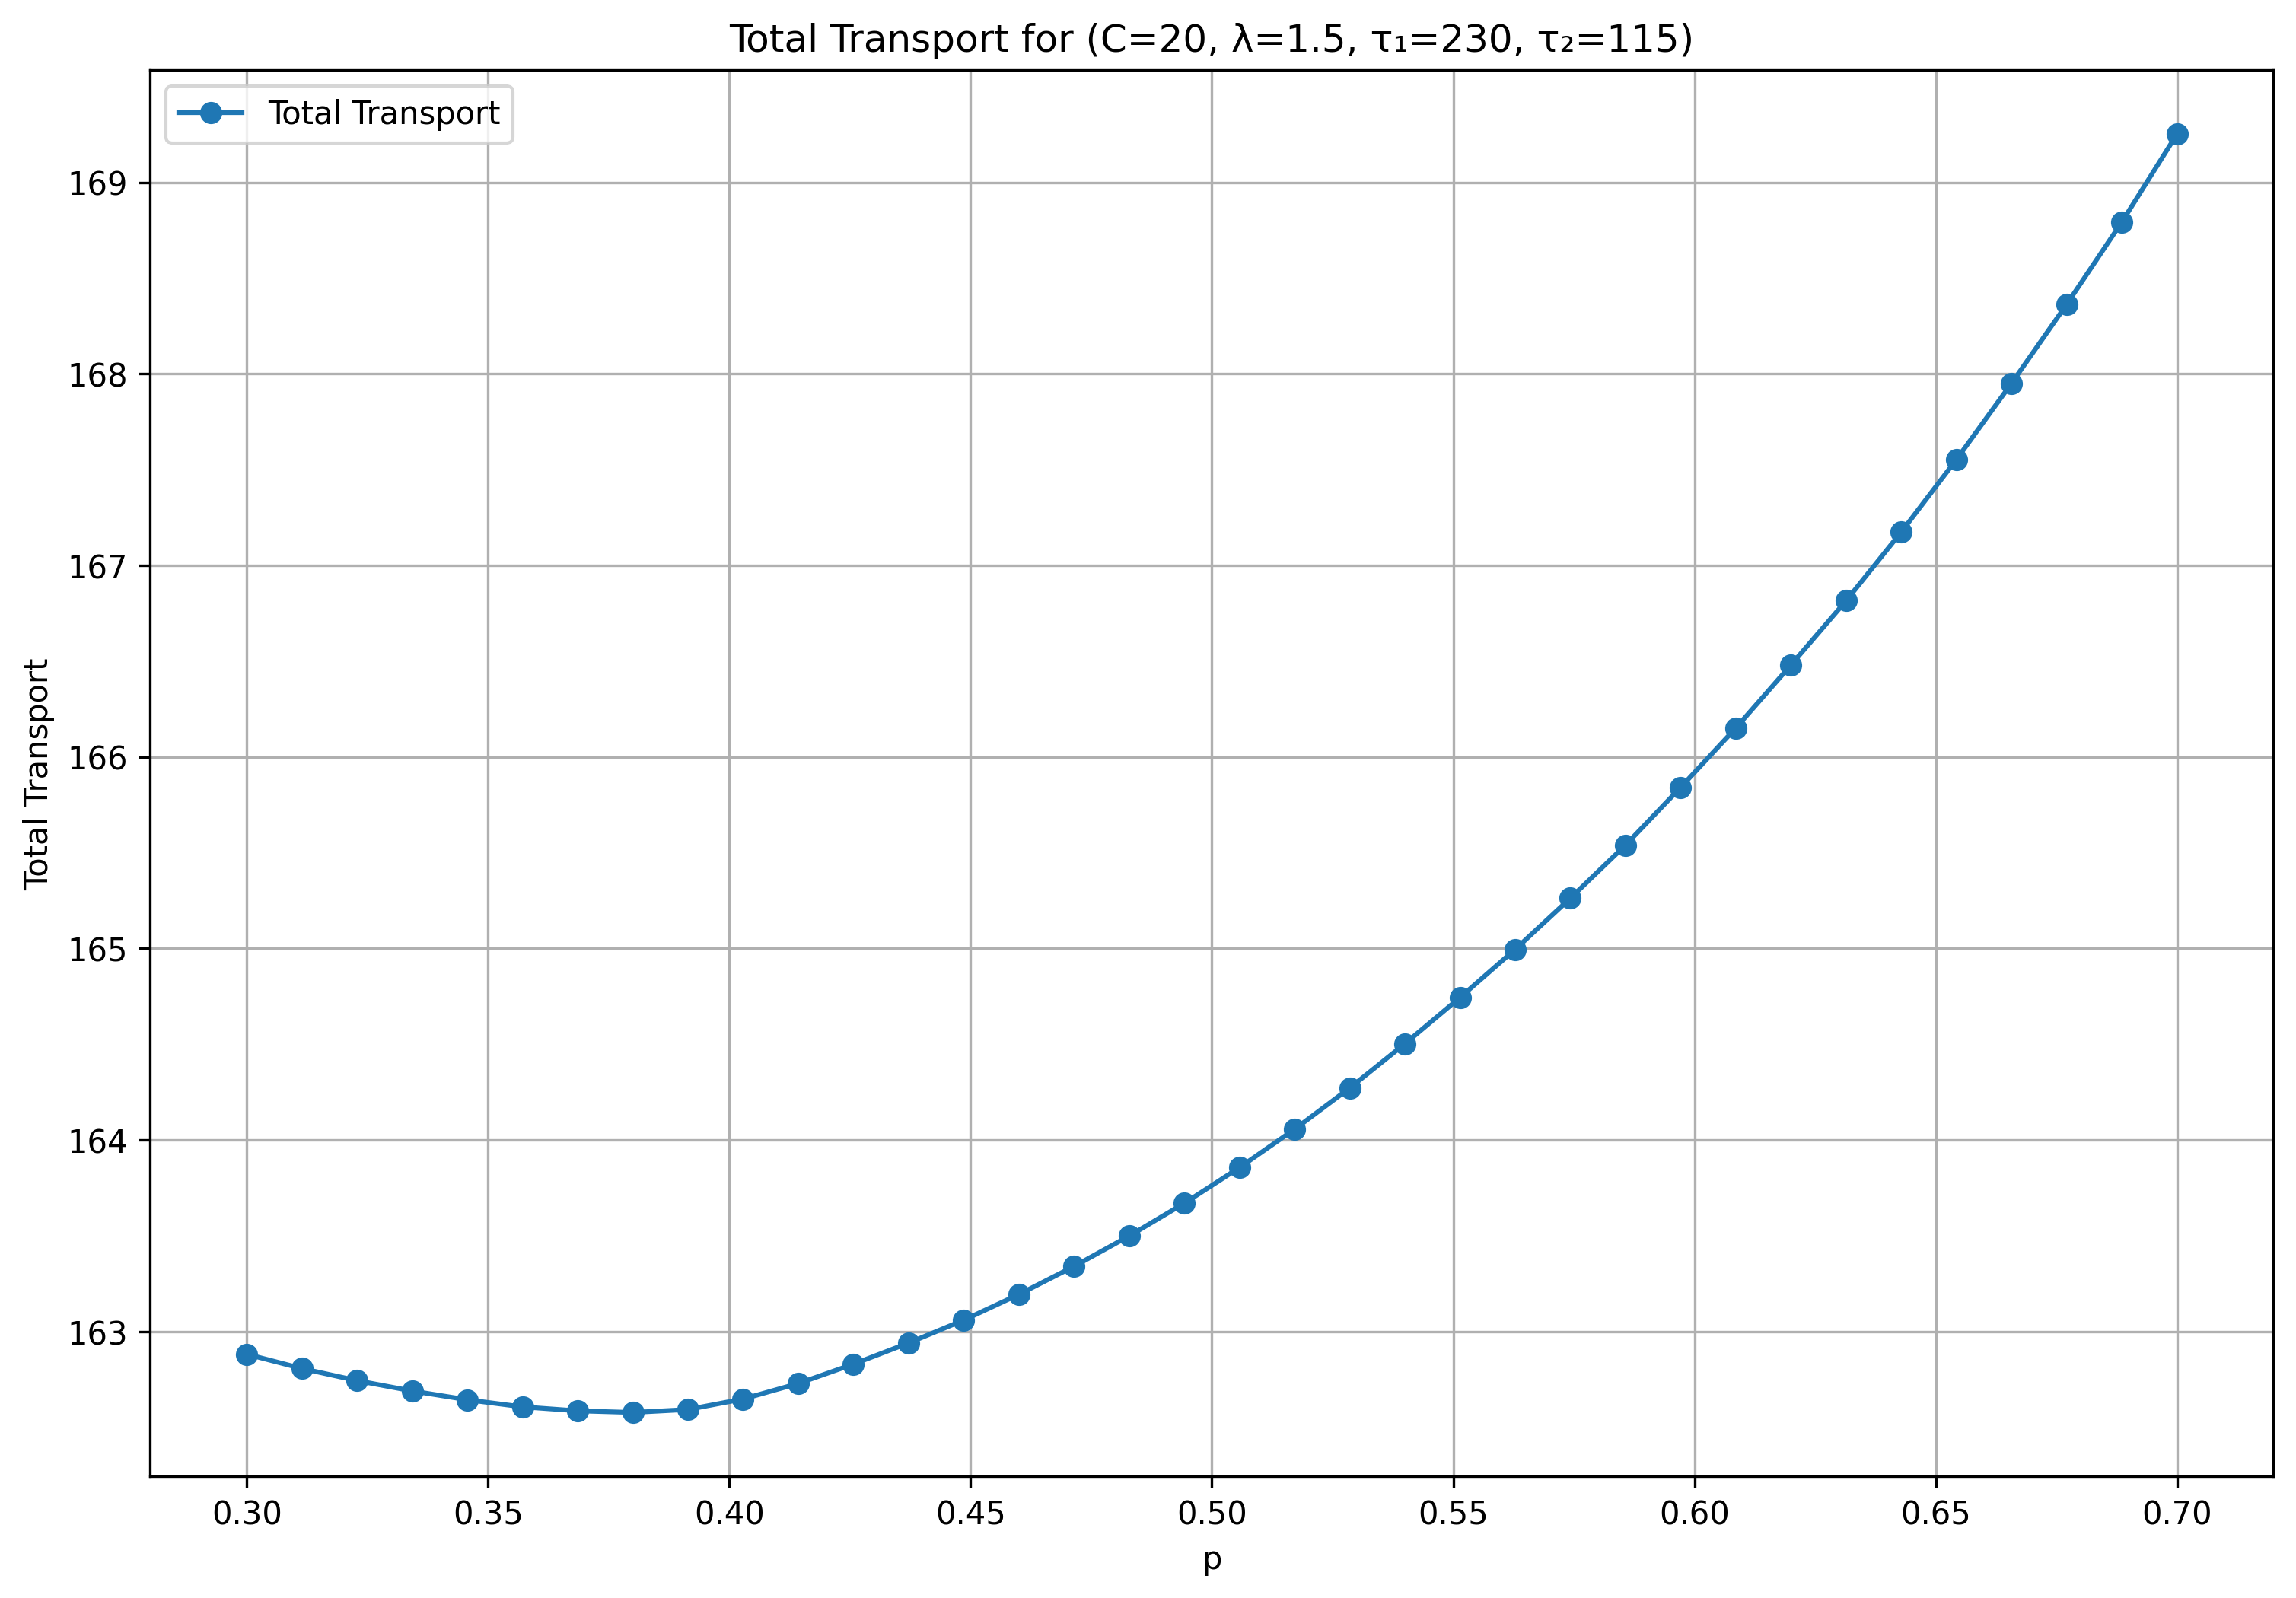 Total Transport for (C=20, λ=1.5, τ₁=230, τ₂=115)
Total Transport
Total Transport
169
168
167
166
165
164
163
0.30 0.35 0.40 0.45 0.50 0.55 0.60 0.65 0.70
p